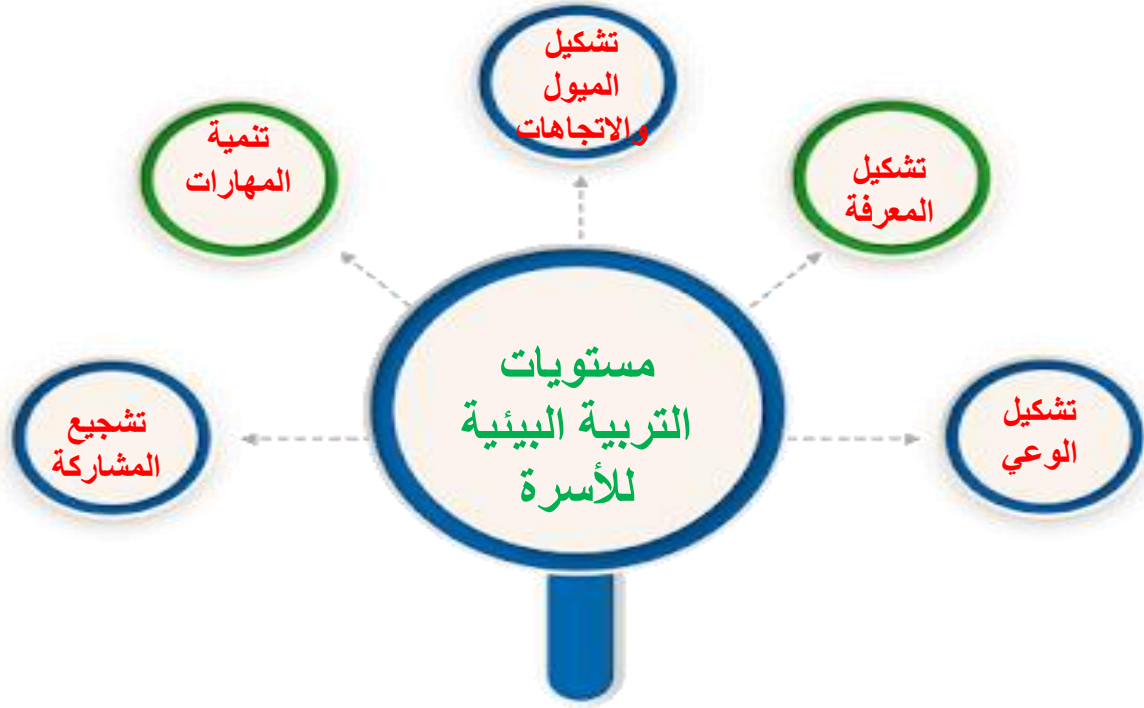 مستويات
التربية البيئية
للأسرة
تشكيل
الوعي
تشكيل
المعرفة
تشكيل
الميول
والاتجاهات
تنمية
المهارات
تشجيع
المشاركة